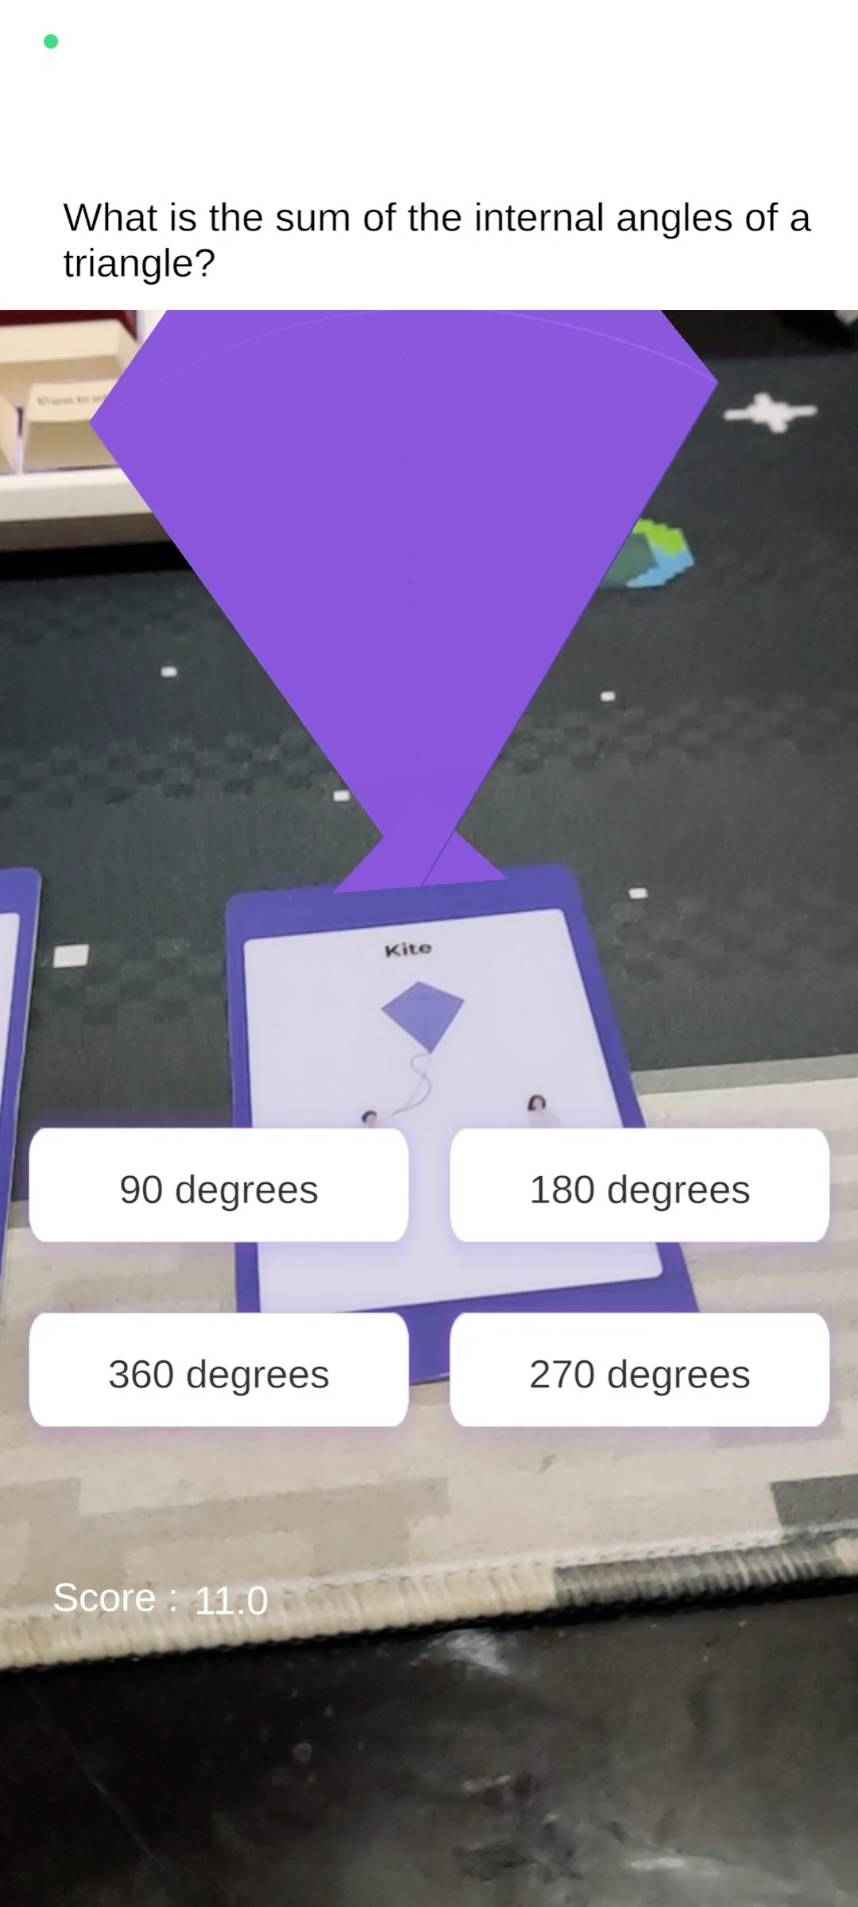 What is the sum of the internal angles of a
triangle?
Kite
90 degrees
180 degrees
360 degrees
270 degrees
Score : 11.0